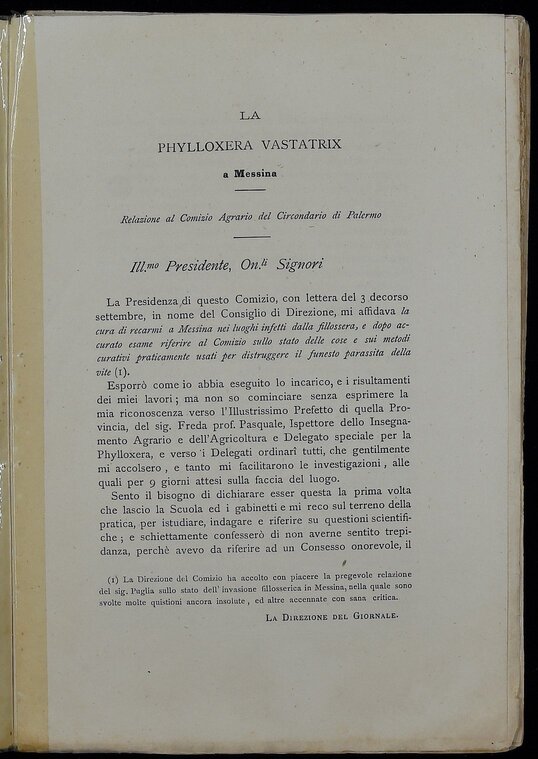 LA
PHYLLOXERA VASTATRIX
a Messina
Relazione al Comizio Agrario del Circondario di Palermo
Ill.mo Presidente, On.li Signori
La Presidenza di questo Comizio, con lettera del 3 decorso
settembre, in nome del Consiglio di Direzione, mi affidava la
cura di recarmi a Messina nei luoghi infetti dalla fillossera, e dopo ac-
curato esame riferire al Comizio sullo stato delle cose e sui metodi
curativi praticamente usati per distruggere il funesto parassita della
vite (1).
Esporrò come io abbia eseguito lo incarico, e i risultamenti
dei miei lavori; ma non so cominciare senza esprimere la
mia riconoscenza verso l'Illustrissimo Prefetto di quella Pro-
vincia, del sig. Freda prof. Pasquale, Ispettore dello Insegna-
mento Agrario e dell'Agricoltura e Delegato speciale per la
Phylloxera, e verso i Delegati ordinari tutti, che gentilmente
mi accolsero, e tanto mi facilitarono le investigazioni, alle
quali per 9 giorni attesi sulla faccia del luogo.
Sento il bisogno di dichiarare esser questa la prima volta
che lascio la Scuola ed i gabinetti e mi reco sul terreno della
pratica, per istudiare, indagare e riferire su questioni scientifi-
che; e schiettamente confesserò di non averne sentito trepi-
danza, perchè avevo da riferire ad un Consesso onorevole, il
(1) La Direzione del Comizio ha accolto con piacere la pregevole relazione
del sig. Puglia sullo stato dell'invasione fillosserica in Messina, nella quale sono
svolte molte quistioni ancora insolute, ed altre accennate con sana critica.
LA DIREZIONE DEL GIORNALE.